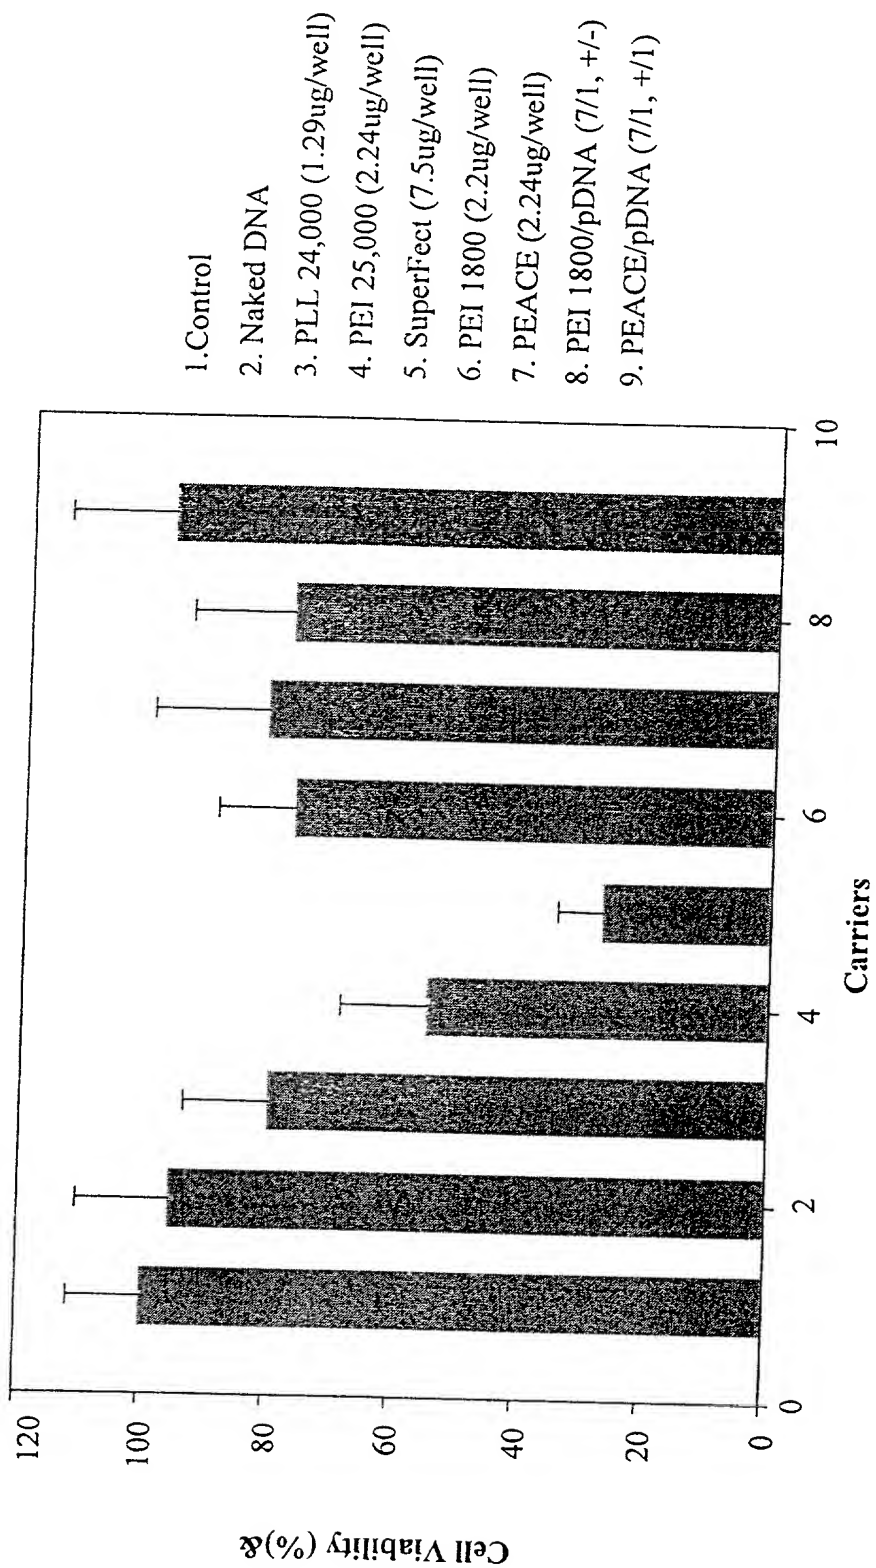 Cell Viability (%)&
120
100
80
60
40
20
0
0
2
4
6
8
10
Carriers
1.Control
2. Naked DNA
3. PLL 24,000 (1.29ug/well)
4. PEI 25,000 (2.24ug/well)
5. SuperFect (7.5ug/well)
6. PEI 1800 (2.2ug/well)
7. PEACE (2.24ug/well)
8. PEI 1800/pDNA (7/1, +/-)
9. PEACE/pDNA (7/1, +/1)